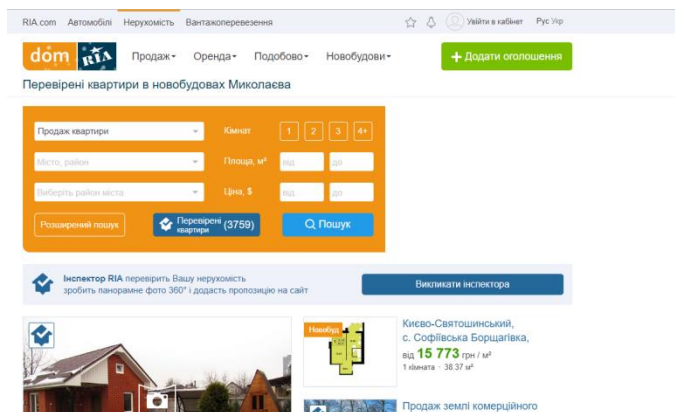 RIA.com Автомобілі Нерухомість Вантажоперевезення Увійти в кабінет Рус Укр
dom RIA Продаж Оренда Подобово Новобудови + Додати оголошення
Перевірені квартири в новобудовах Миколаєва
Продаж квартири Кімнат 1 2 3 4+
Місто, район Площа, м² від до
Виберіть район міста Ціна, $ від до
Розширений пошук Перевірені квартири (3759) Пошук
Інспектор RIA перевірить Вашу нерухомість
зробить панорамне фото 360° і додасть пропозицію на сайт
Викликати інспектора
Новобуд
Києво-Святошинський,
с. Софіївська Борщагівка,
від 15 773 грн / м²
1 кімната · 38.37 м²
Продаж землі комерційного